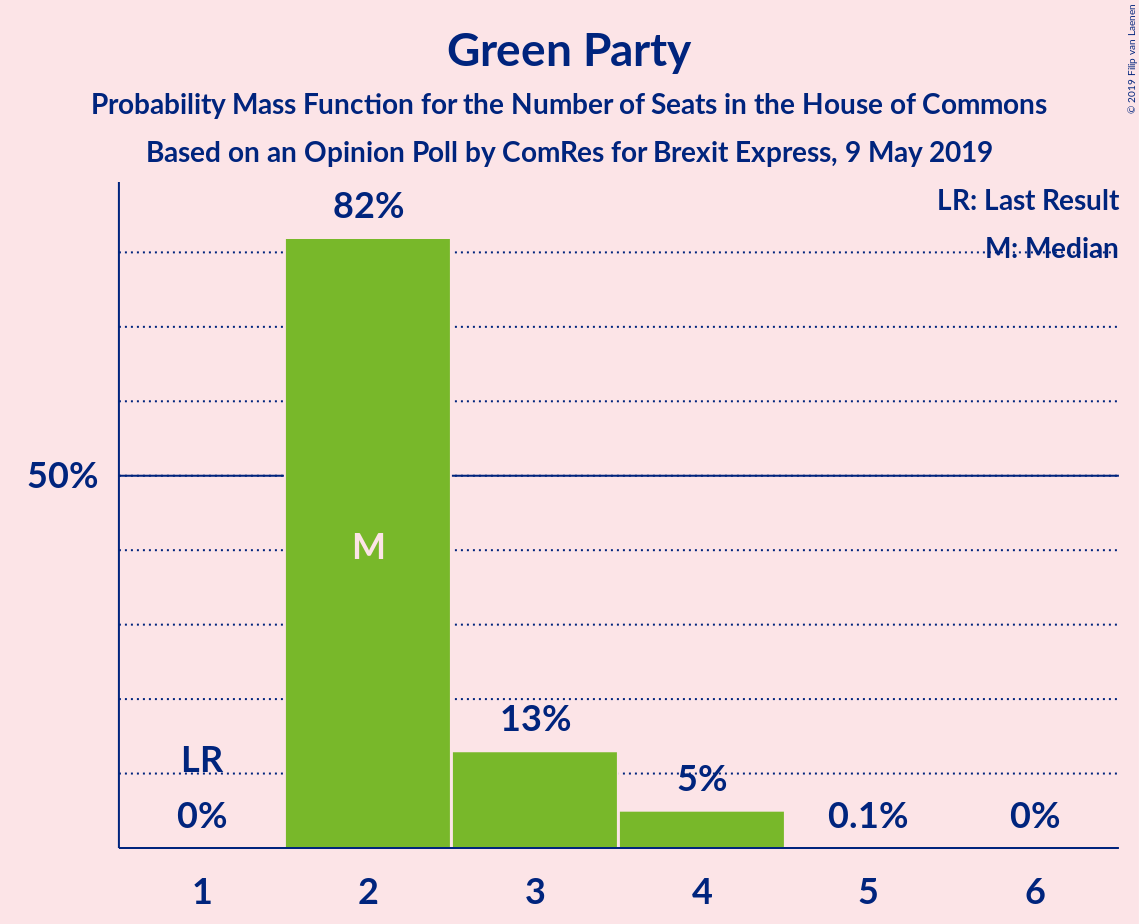 Green Party
Probability Mass Function for the Number of Seats in the House of Commons
Based on an Opinion Poll by ComRes for Brexit Express, 9 May 2019
© 2019 Filip van Laenen
LR: Last Result
M: Median
82%
50%
M
13%
LR
5%
0%
0.1%
0%
1 2 3 4 5 6